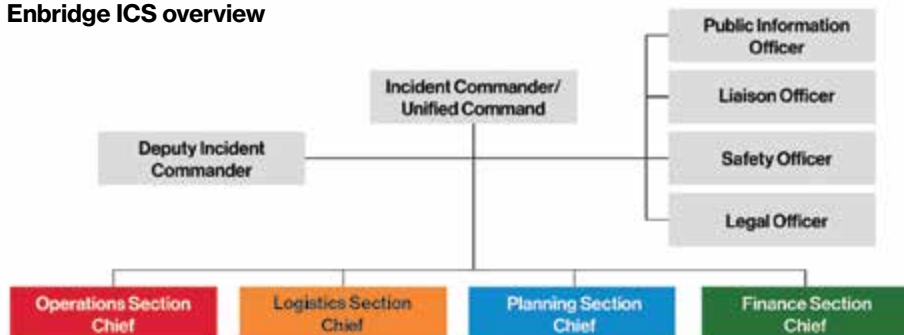 Enbridge ICS overview
Public Information
Officer
Incident Commander/
Unified Command
Liaison Officer
Deputy Incident
Commander
Safety Officer
Legal Officer
Operations Section
Chief
Logistics Section
Chief
Planning Section
Chief
Finance Section
Chief